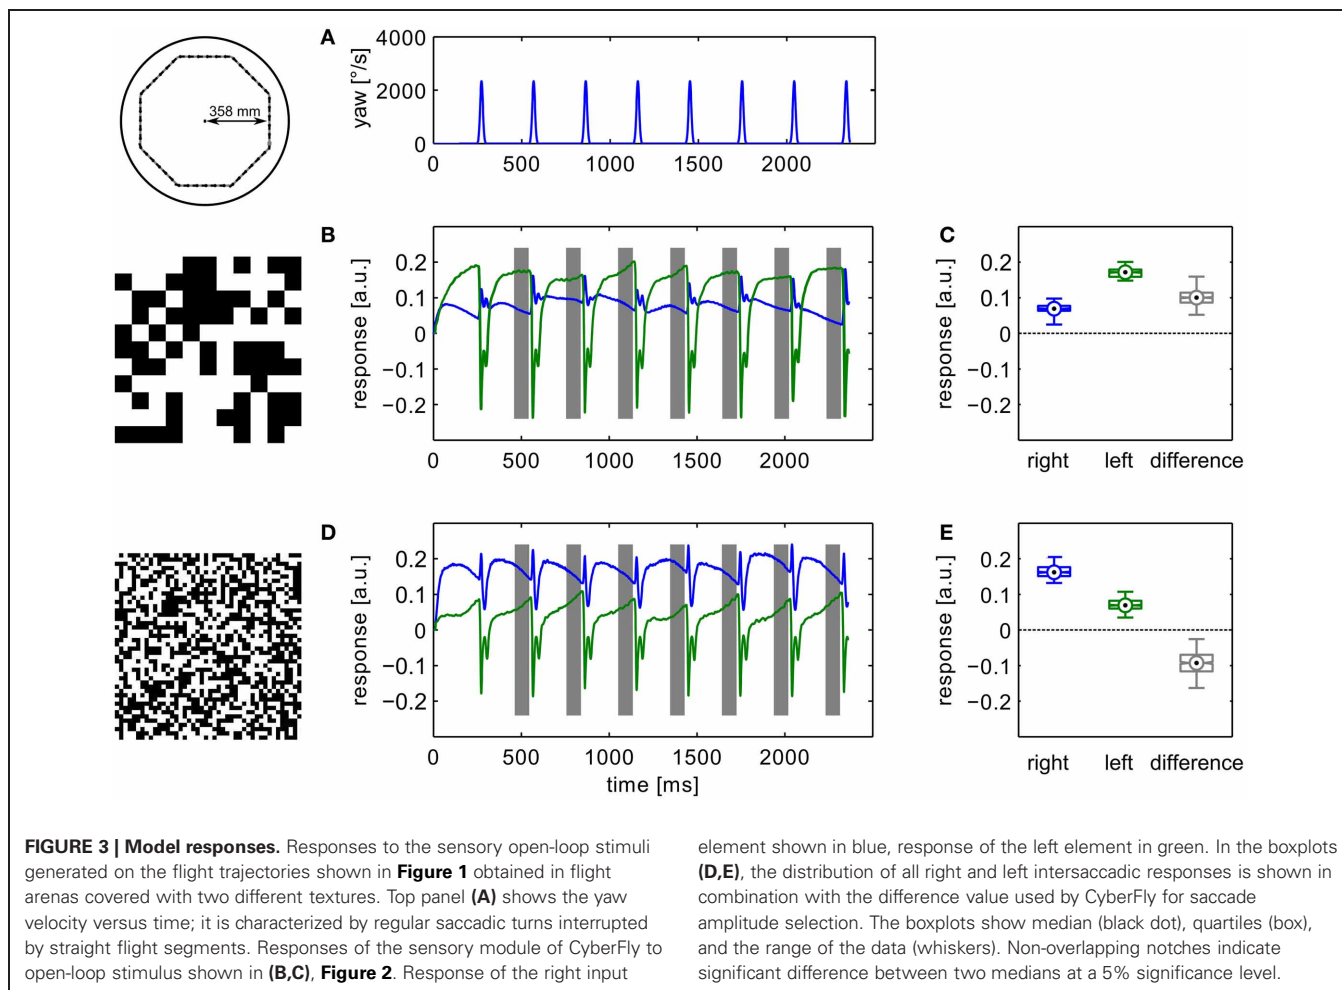 358 mm
A
yaw [°/s]
4000
2000
0
0 500 1000 1500 2000
B
response [a.u.]
0.2
0.1
0
−0.1
−0.2
0 500 1000 1500 2000
C
response [a.u.]
0.2
0.1
0
−0.1
−0.2
right left difference
D
response [a.u.]
0.2
0.1
0
−0.1
−0.2
0 500 1000 1500 2000
time [ms]
E
response [a.u.]
0.2
0.1
0
−0.1
−0.2
right left difference
FIGURE 3 | Model responses. Responses to the sensory open-loop stimuli
generated on the flight trajectories shown in Figure 1 obtained in flight
arenas covered with two different textures. Top panel (A) shows the yaw
velocity versus time; it is characterized by regular saccadic turns interrupted
by straight flight segments. Responses of the sensory module of CyberFly to
open-loop stimulus shown in (B,C), Figure 2. Response of the right input
element shown in blue, response of the left element in green. In the boxplots
(D,E), the distribution of all right and left intersaccadic responses is shown in
combination with the difference value used by CyberFly for saccade
amplitude selection. The boxplots show median (black dot), quartiles (box),
and the range of the data (whiskers). Non-overlapping notches indicate
significant difference between two medians at a 5% significance level.